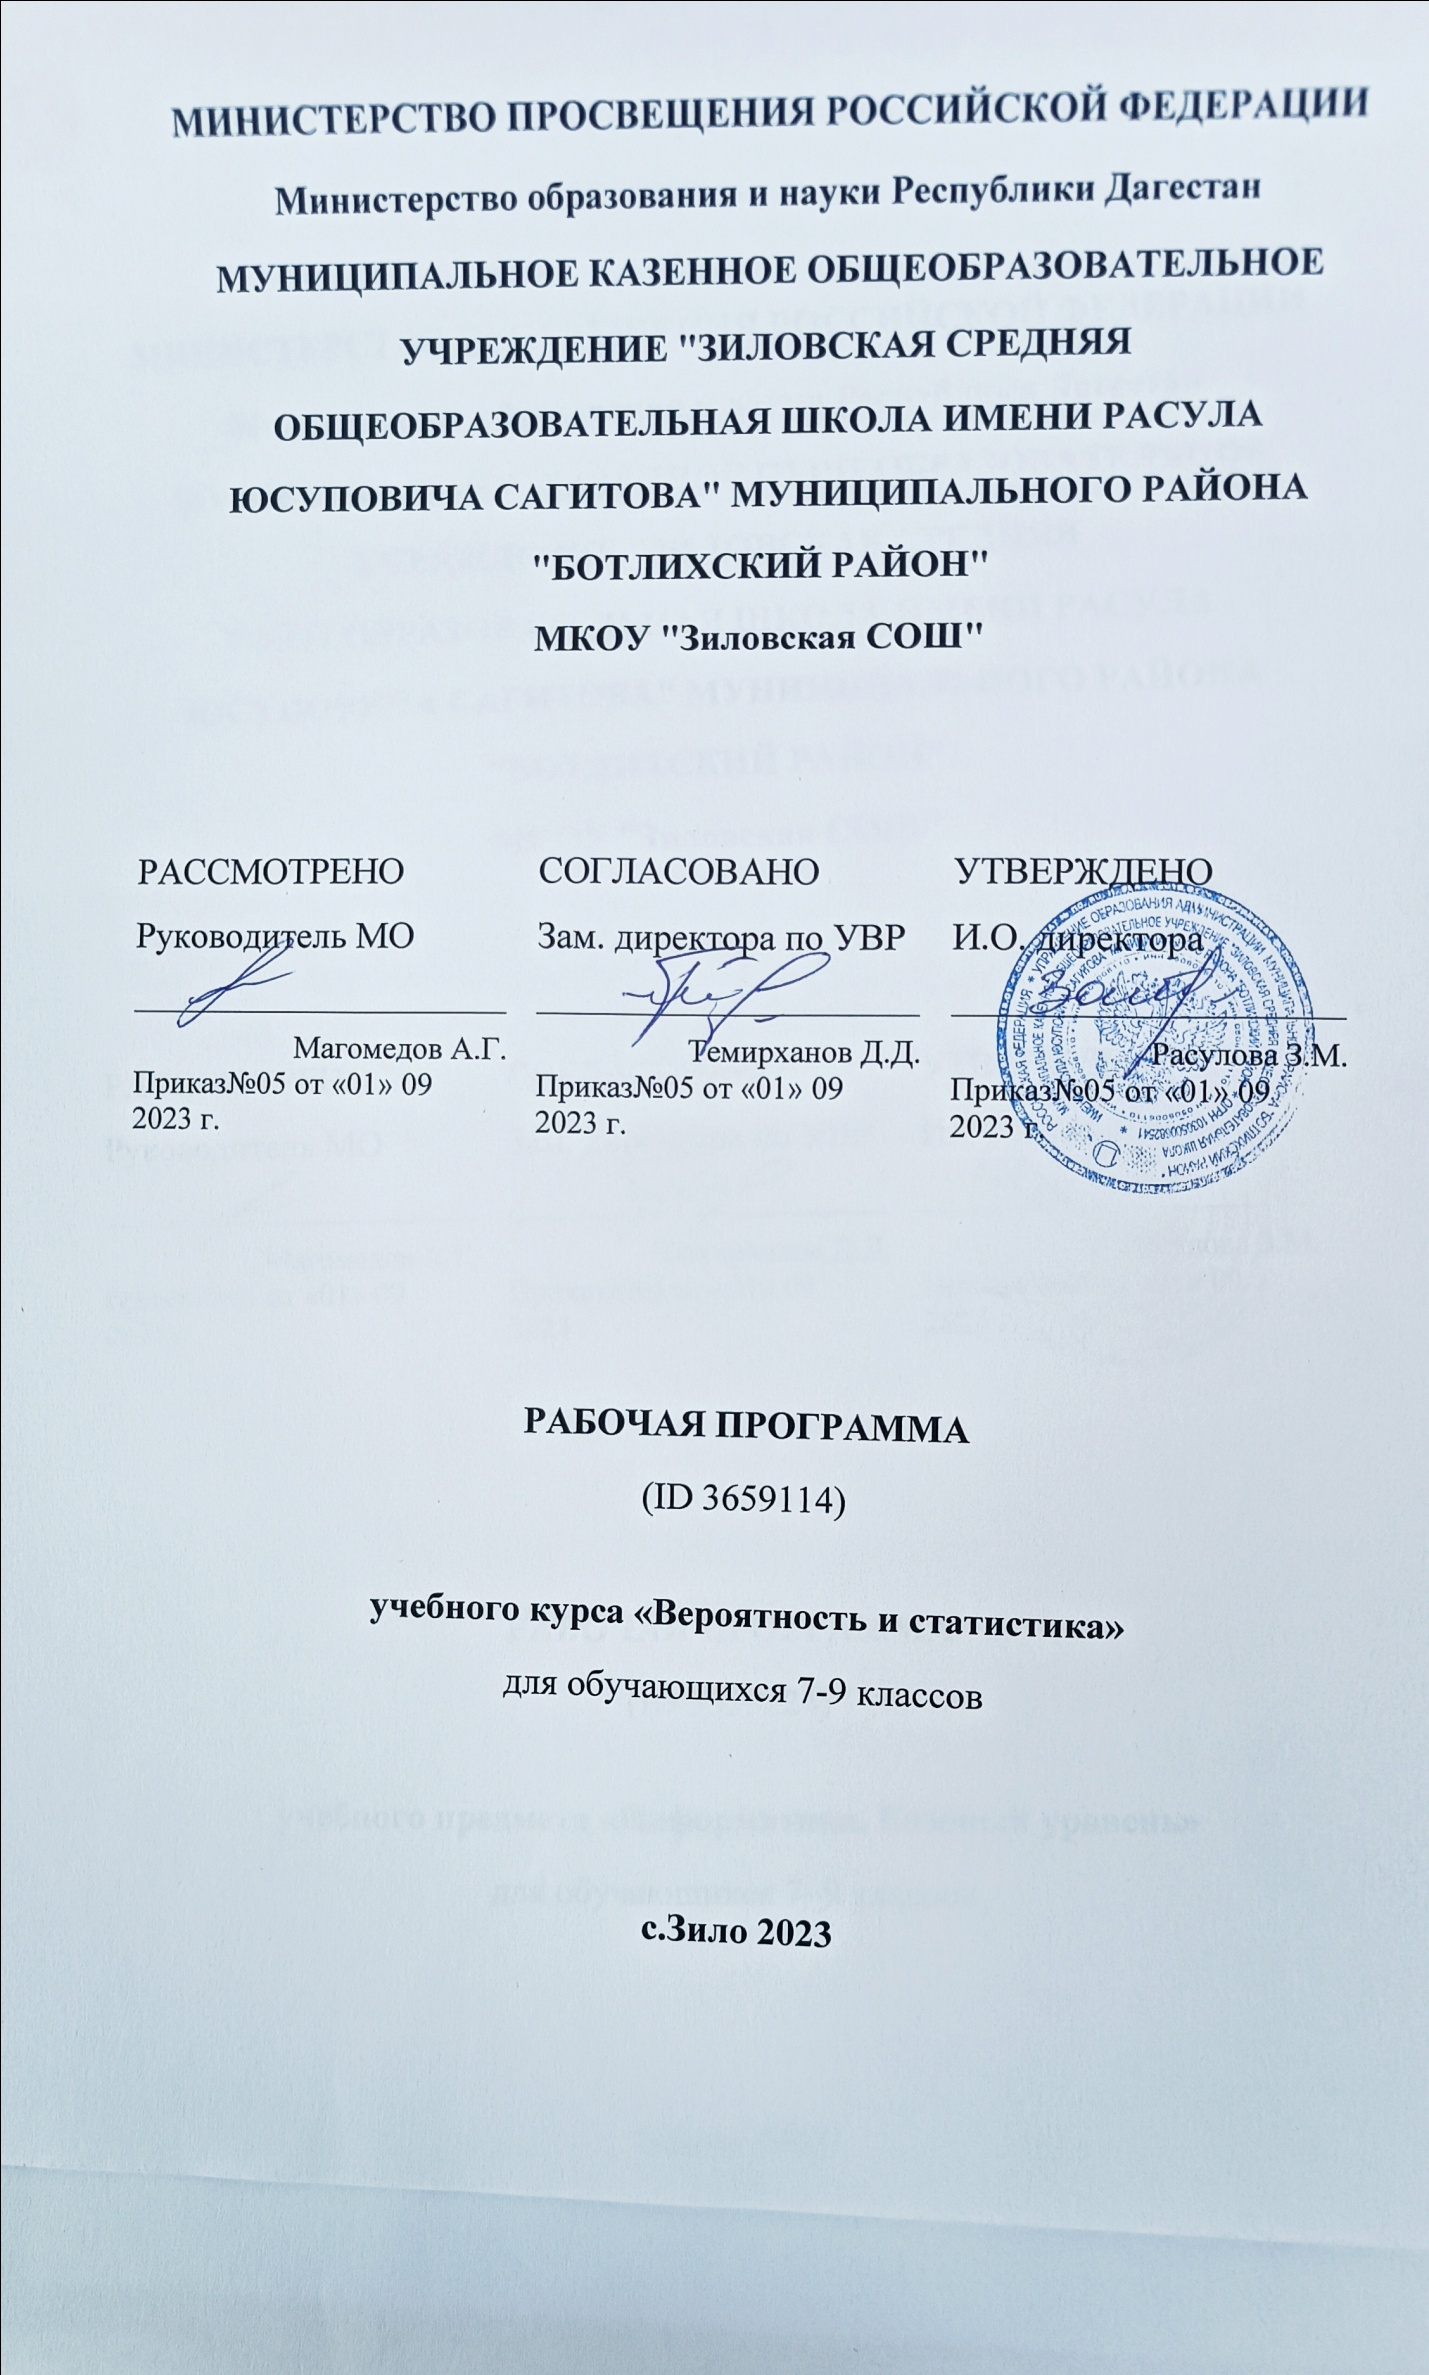 МИНИСТЕРСТВО ПРОСВЕЩЕНИЯ РОССИЙСКОЙ ФЕДЕРАЦИИ
Министерство образования и науки Республики Дагестан
МУНИЦИПАЛЬНОЕ КАЗЕННОЕ ОБЩЕОБРАЗОВАТЕЛЬНОЕ
УЧРЕЖДЕНИЕ "ЗИЛОВСКАЯ СРЕДНЯЯ
ОБЩЕОБРАЗОВАТЕЛЬНАЯ ШКОЛА ИМЕНИ РАСУЛА
ЮСУПОВИЧА САГИТОВА" МУНИЦИПАЛЬНОГО РАЙОНА
"БОТЛИХСКИЙ РАЙОН"
МКОУ "Зиловская СОШ"
РАССМОТРЕНО
Руководитель МО
Магомедов А.Г.
Приказ№05 от «01» 09
2023 г.
СОГЛАСОВАНО
Зам. директора по УВР
Темирханов Д.Д.
Приказ№05 от «01» 09
2023 г.
УТВЕРЖДЕНО
И.О. директора
Расулова З.М.
Приказ№05 от «01» 09
2023 г.
РАБОЧАЯ ПРОГРАММА
(ID 3659114)
учебного курса «Вероятность и статистика»
для обучающихся 7-9 классов
с.Зило 2023